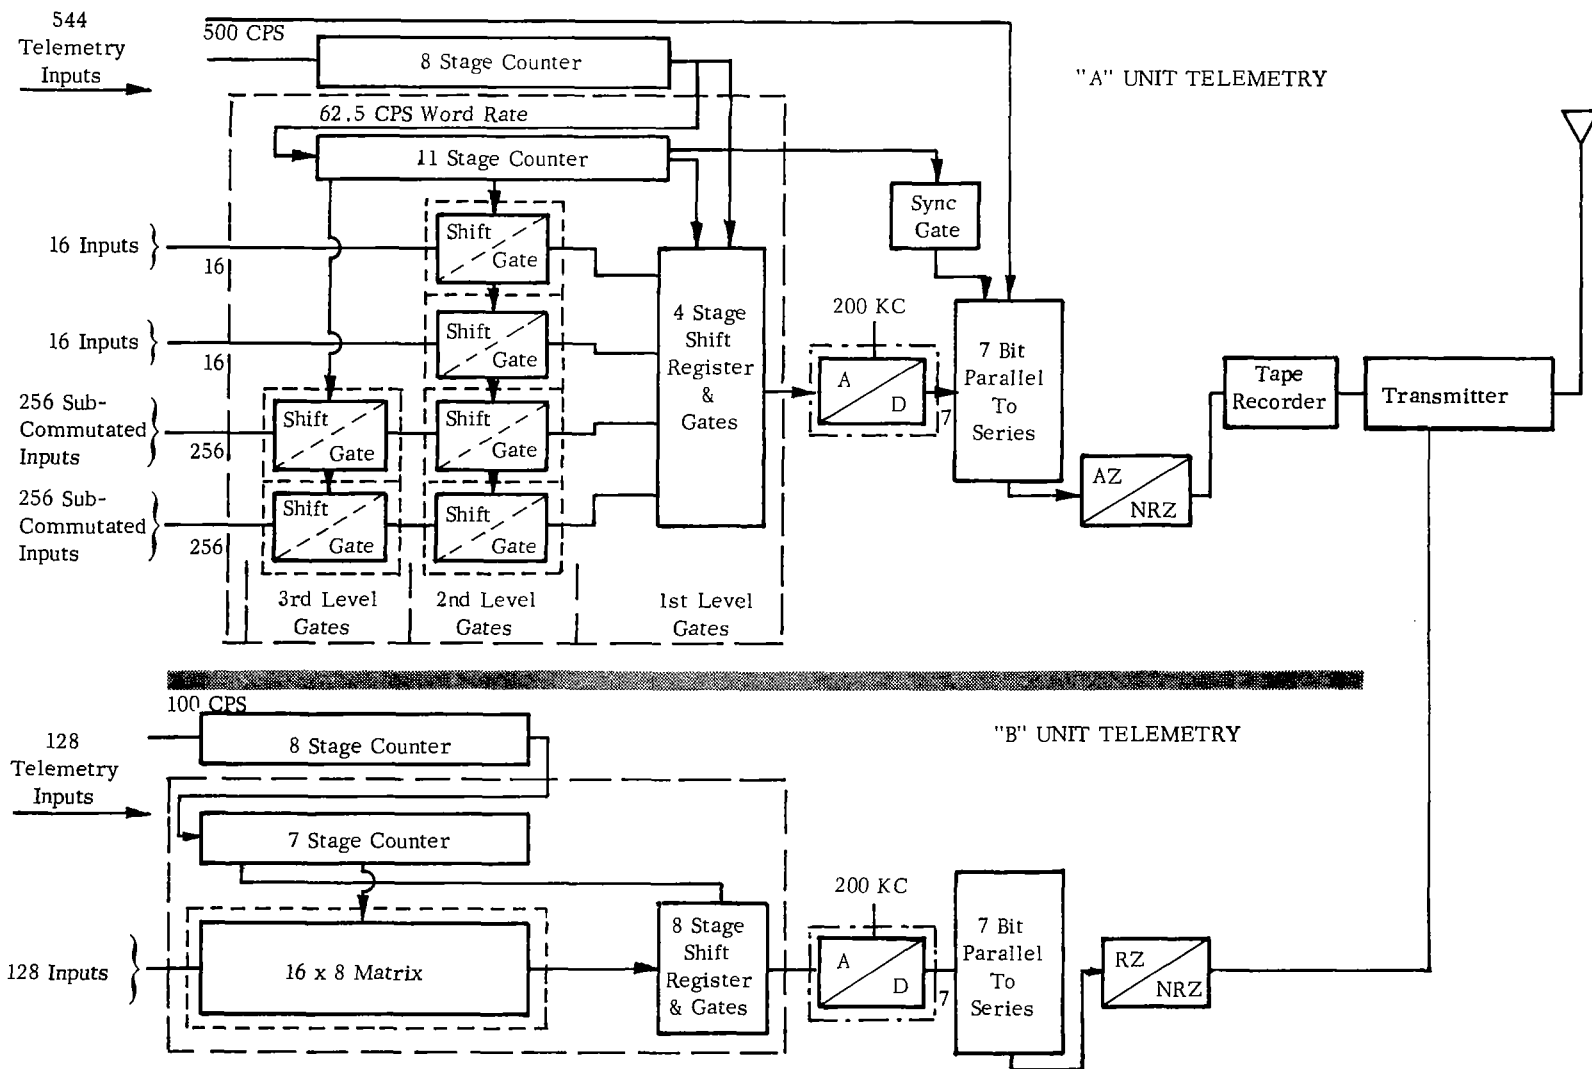 544
Telemetry
Inputs
500 CPS
8 Stage Counter
"A" UNIT TELEMETRY
62.5 CPS Word Rate
11 Stage Counter
Sync
Gate
16 Inputs
16
Shift
Gate
16 Inputs
16
Shift
Gate
4 Stage
Shift
Register
&
Gates
200 KC
A
D
7
7 Bit
Parallel
To
Series
Tape
Recorder
Transmitter
256 Sub-
Commutated
Inputs
256
Shift
Gate
Shift
Gate
AZ
NRZ
256 Sub-
Commutated
Inputs
256
Shift
Gate
Shift
Gate
3rd Level
Gates
2nd Level
Gates
1st Level
Gates
100 CPS
8 Stage Counter
"B" UNIT TELEMETRY
128
Telemetry
Inputs
7 Stage Counter
128 Inputs
16 x 8 Matrix
8 Stage
Shift
Register
& Gates
200 KC
A
D
7
7 Bit
Parallel
To
Series
RZ
NRZ